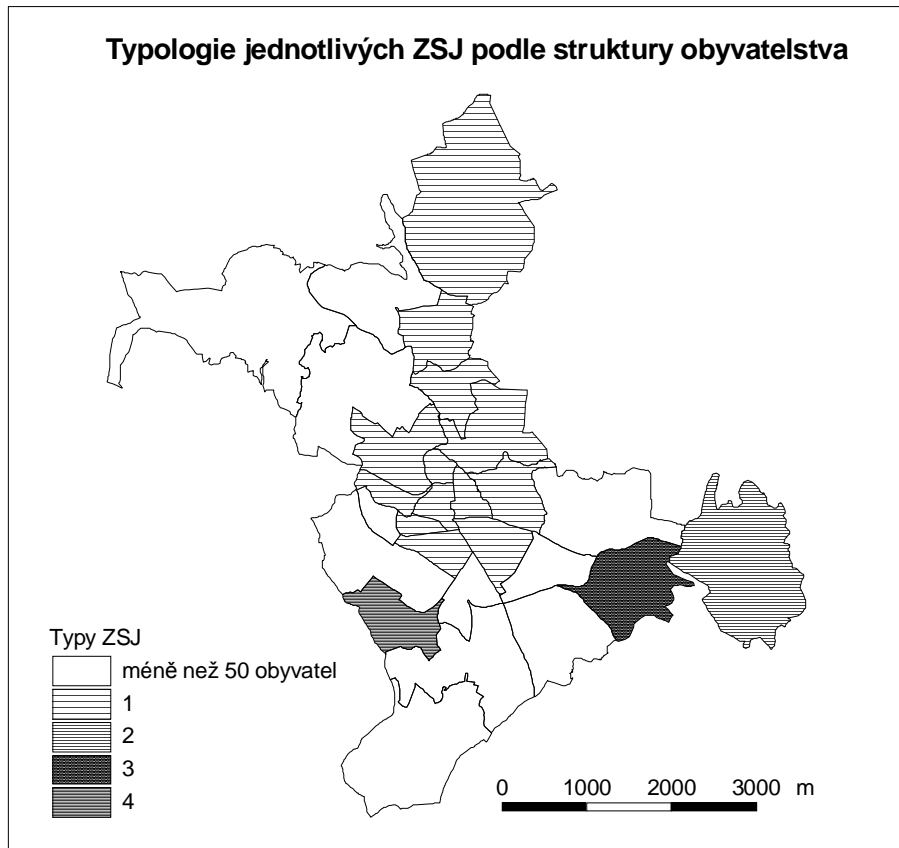 Typologie jednotlivých ZSJ podle struktury obyvatelstva
Typy ZSJ
méně než 50 obyvatel
1
2
3
4
0 1000 2000 3000 m